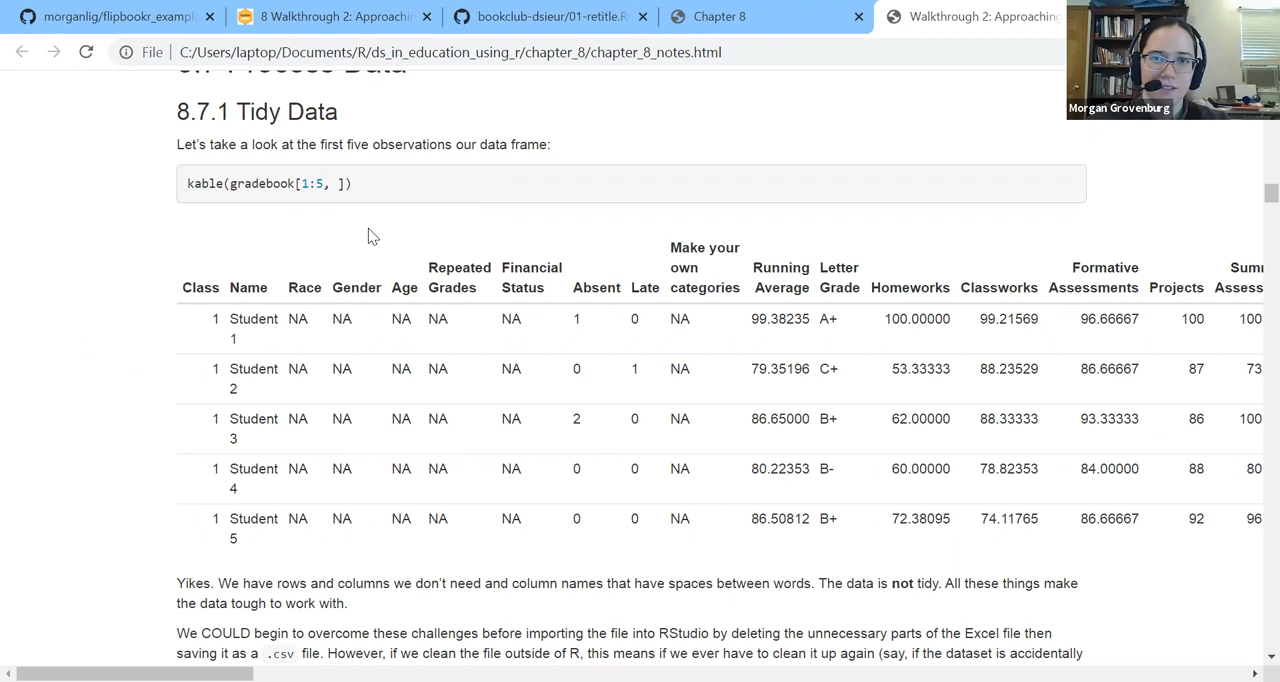 morganlig/flipbookr_exampl
8 Walkthrough 2: Approachin
bookclub-dsieur/01-retitle.R
Chapter 8
Walkthrough 2: Approaching
File | C:/Users/laptop/Documents/R/ds_in_education_using_r/chapter_8/chapter_8_notes.html
Morgan Grovenburg
8.7.1 Tidy Data
Let's take a look at the first five observations our data frame:
kable(gradebook[1:5, ])
Class Name Race Gender Age Repeated Grades Financial Status Absent Late Make your own categories Running Average Letter Grade Homeworks Classworks Formative Assessments Projects Summ Assess
1 Student 1 NA NA NA NA NA 1 0 NA 99.38235 A+ 100.00000 99.21569 96.66667 100 100
1 Student 2 NA NA NA NA NA 0 1 NA 79.35196 C+ 53.33333 88.23529 86.66667 87 73
1 Student 3 NA NA NA NA NA 2 0 NA 86.65000 B+ 62.00000 88.33333 93.33333 86 100
1 Student 4 NA NA NA NA NA 0 0 NA 80.22353 B- 60.00000 78.82353 84.00000 88 80
1 Student 5 NA NA NA NA NA 0 0 NA 86.50812 B+ 72.38095 74.11765 86.66667 92 96
Yikes. We have rows and columns we don't need and column names that have spaces between words. The data is not tidy. All these things make
the data tough to work with.
We COULD begin to overcome these challenges before importing the file into RStudio by deleting the unnecessary parts of the Excel file then
saving it as a .csv file. However, if we clean the file outside of R, this means if we ever have to clean it up again (say, if the dataset is accidentally